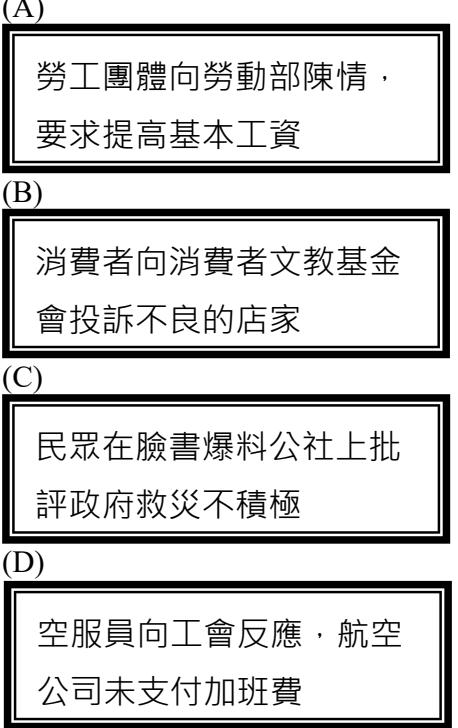 (A)
勞工團體向勞動部陳情，
要求提高基本工資
(B)
消費者向消費者文教基金
會投訴不良的店家
(C)
民眾在臉書爆料公社上批
評政府救災不積極
(D)
空服員向工會反應，航空
公司未支付加班費